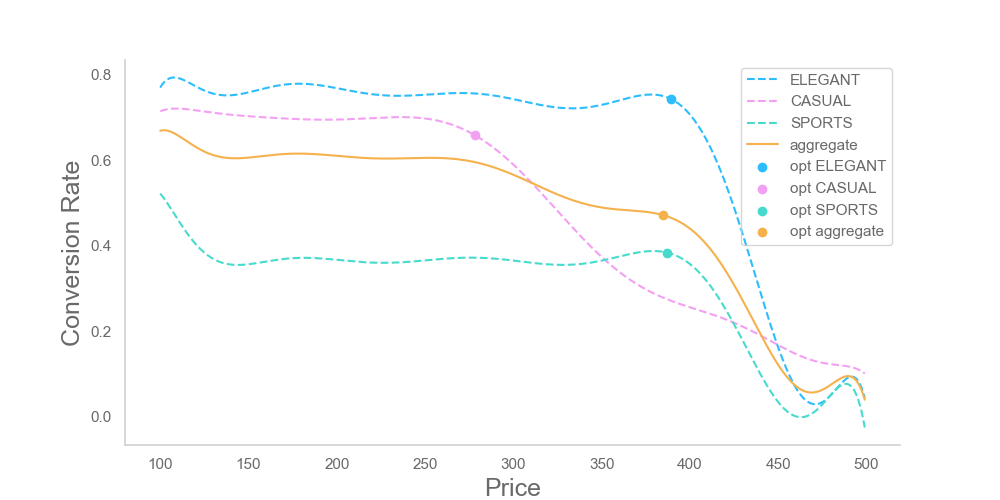 0.8
0.6
0.4
0.2
0.0
Conversion Rate
100 150 200 250 300 350 400 450 500
Price
ELEGANT
CASUAL
SPORTS
aggregate
opt ELEGANT
opt CASUAL
opt SPORTS
opt aggregate